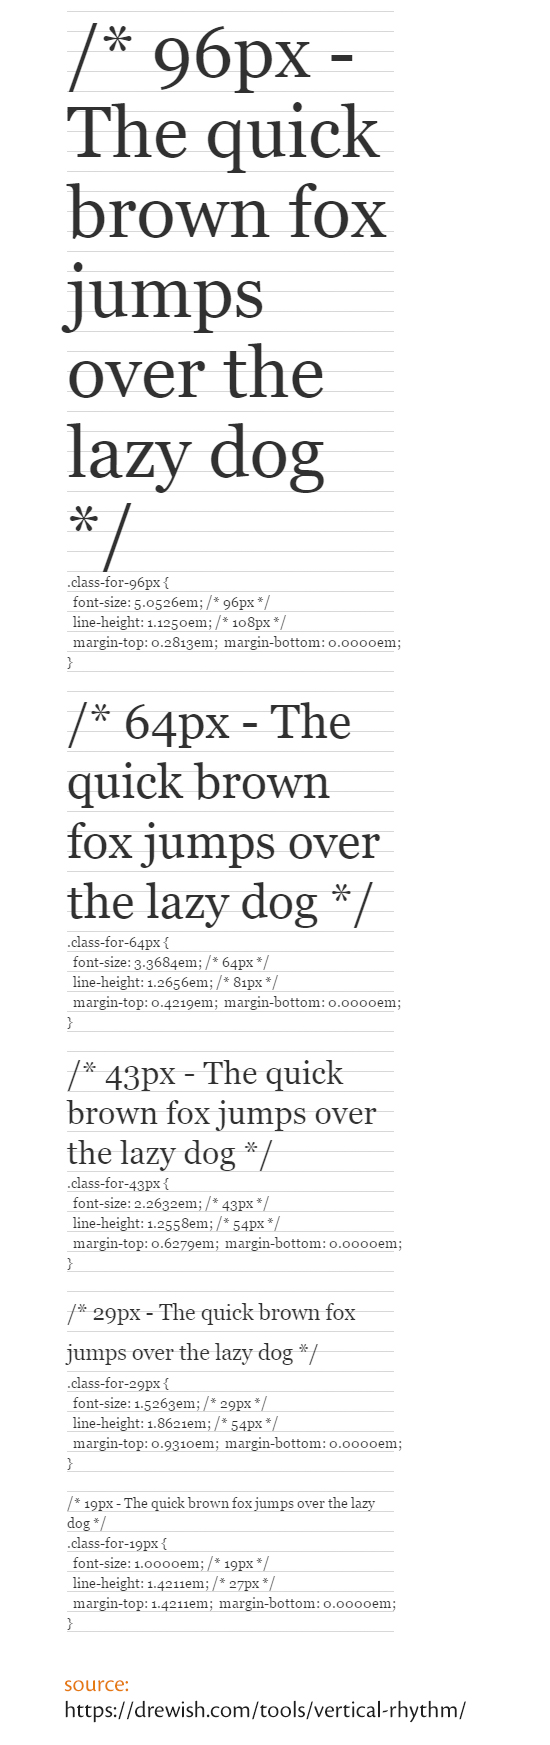 /* 96px -
The quick
brown fox
jumps
over the
lazy dog
*/
.class-for-96px {
font-size: 5.0526em; /* 96px */
line-height: 1.1250em; /* 108px */
margin-top: 0.2813em; margin-bottom: 0.0000em;
}
/* 64px - The
quick brown
fox jumps over
the lazy dog */
.class-for-64px {
font-size: 3.3684em; /* 64px */
line-height: 1.2656em; /* 81px */
margin-top: 0.4219em; margin-bottom: 0.0000em;
}
/* 43px - The quick
brown fox jumps over
the lazy dog */
.class-for-43px {
font-size: 2.2632em; /* 43px */
line-height: 1.2558em; /* 54px */
margin-top: 0.6279em; margin-bottom: 0.0000em;
}
/* 29px - The quick brown fox
jumps over the lazy dog */
.class-for-29px {
font-size: 1.5263em; /* 29px */
line-height: 1.8621em; /* 54px */
margin-top: 0.9310em; margin-bottom: 0.0000em;
}
/* 19px - The quick brown fox jumps over the lazy
dog */
.class-for-19px {
font-size: 1.0000em; /* 19px */
line-height: 1.4211em; /* 27px */
margin-top: 1.4211em; margin-bottom: 0.0000em;
}
source:
https://drewish.com/tools/vertical-rhythm/